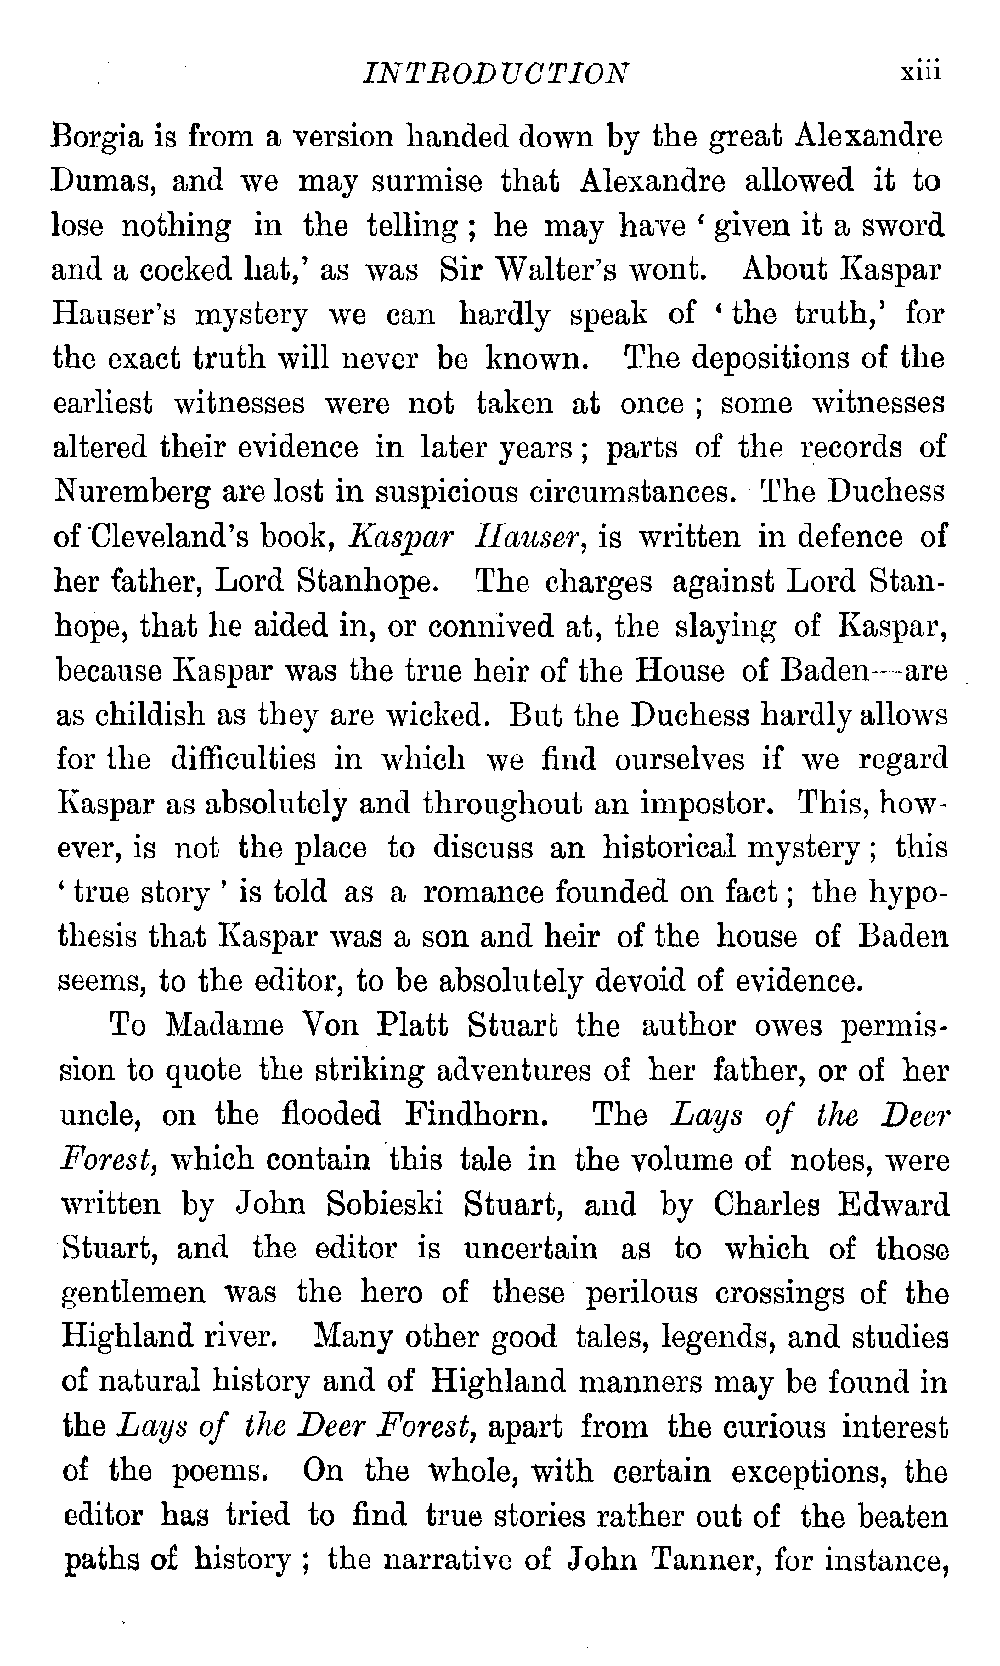 INTRODUCTION xiii
Borgia is from a version handed down by the great Alexandre
Dumas, and we may surmise that Alexandre allowed it to
lose nothing in the telling ; he may have ‘ given it a sword
and a cocked hat,’ as was Sir Walter’s wont. About Kaspar
Hauser’s mystery we can hardly speak of ‘ the truth,’ for
the exact truth will never be known. The depositions of the
earliest witnesses were not taken at once ; some witnesses
altered their evidence in later years ; parts of the records of
Nuremberg are lost in suspicious circumstances. The Duchess
of Cleveland’s book, Kaspar Hauser, is written in defence of
her father, Lord Stanhope. The charges against Lord Stan-
hope, that he aided in, or connived at, the slaying of Kaspar,
because Kaspar was the true heir of the House of Baden—are
as childish as they are wicked. But the Duchess hardly allows
for the difficulties in which we find ourselves if we regard
Kaspar as absolutely and throughout an impostor. This, how-
ever, is not the place to discuss an historical mystery ; this
‘ true story ’ is told as a romance founded on fact ; the hypo-
thesis that Kaspar was a son and heir of the house of Baden
seems, to the editor, to be absolutely devoid of evidence.
To Madame Von Platt Stuart the author owes permis-
sion to quote the striking adventures of her father, or of her
uncle, on the flooded Findhorn. The Lays of the Deer
Forest, which contain this tale in the volume of notes, were
written by John Sobieski Stuart, and by Charles Edward
Stuart, and the editor is uncertain as to which of those
gentlemen was the hero of these perilous crossings of the
Highland river. Many other good tales, legends, and studies
of natural history and of Highland manners may be found in
the Lays of the Deer Forest, apart from the curious interest
of the poems. On the whole, with certain exceptions, the
editor has tried to find true stories rather out of the beaten
paths of history ; the narrative of John Tanner, for instance,